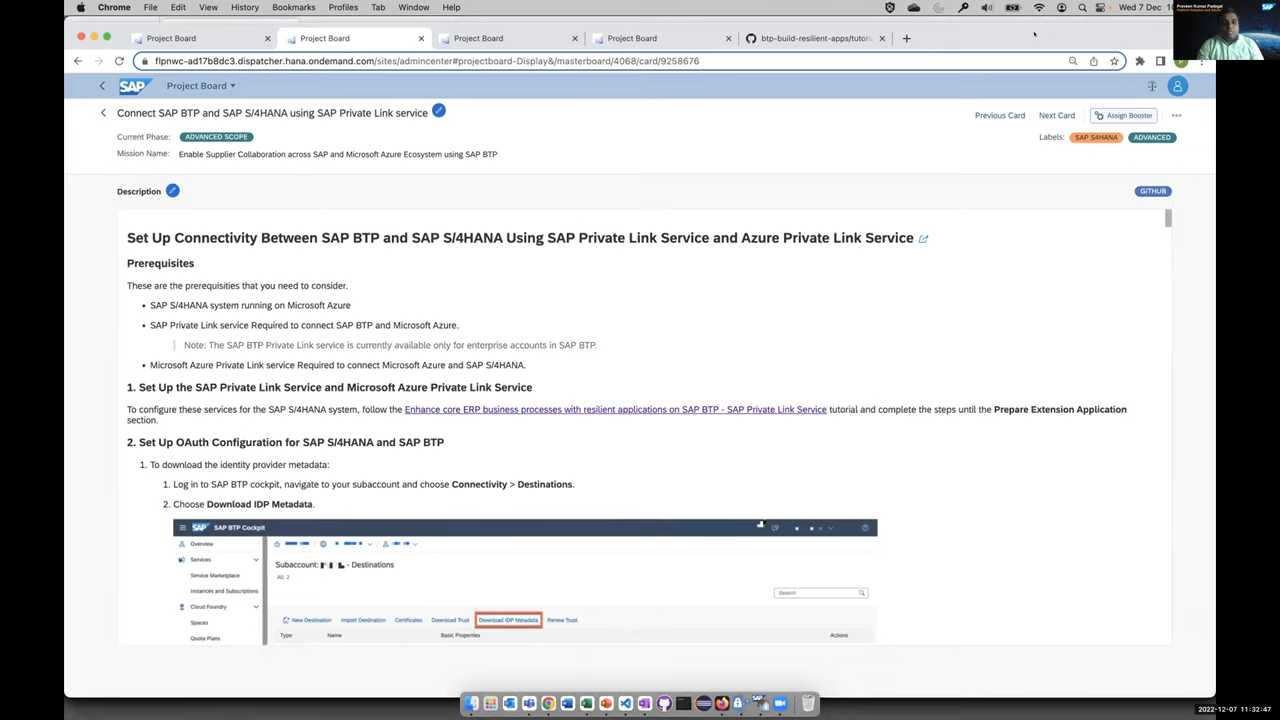 Chrome File Edit View History Bookmarks Profiles Tab Window Help
Wed 7 Dec
Praveen Kumar Padegal
SAP
Project Board
Project Board
Project Board
Project Board
btp-build-resilient-apps/tutori
flpnwc-ad17b8dc3.dispatcher.hana.ondemand.com/sites/admincenter#projectboard-Display&/masterboard/4068/card/9258676
SAP Project Board
Connect SAP BTP and SAP S/4HANA using SAP Private Link service
Previous Card Next Card Assign Booster
Current Phase: ADVANCED SCOPE
Labels: SAP S4HANA ADVANCED
Mission Name: Enable Supplier Collaboration across SAP and Microsoft Azure Ecosystem using SAP BTP
Description
GITHUB
Set Up Connectivity Between SAP BTP and SAP S/4HANA Using SAP Private Link Service and Azure Private Link Service
Prerequisites
These are the prerequisites that you need to consider.
• SAP S/4HANA system running on Microsoft Azure
• SAP Private Link service Required to connect SAP BTP and Microsoft Azure.
Note: The SAP BTP Private Link service is currently available only for enterprise accounts in SAP BTP.
• Microsoft Azure Private Link service Required to connect Microsoft Azure and SAP S/4HANA.
1. Set Up the SAP Private Link Service and Microsoft Azure Private Link Service
To configure these services for the SAP S/4HANA system, follow the Enhance core ERP business processes with resilient applications on SAP BTP - SAP Private Link Service tutorial and complete the steps until the Prepare Extension Application
section.
2. Set Up OAuth Configuration for SAP S/4HANA and SAP BTP
1. To download the identity provider metadata:
1. Log in to SAP BTP cockpit, navigate to your subaccount and choose Connectivity > Destinations.
2. Choose Download IDP Metadata.
SAP SAP BTP Cockpit
Overview
Services
Subaccount: - Destinations
Service Marketplace
All: 2
Instances and Subscriptions
Search
Cloud Foundry
Spaces
New Destination Import Destination Certificates Download Trust Download IDP Metadata Renew Trust
Quota Plans
Type Name Basic Properties Actions
2022-12-07 11:32:47